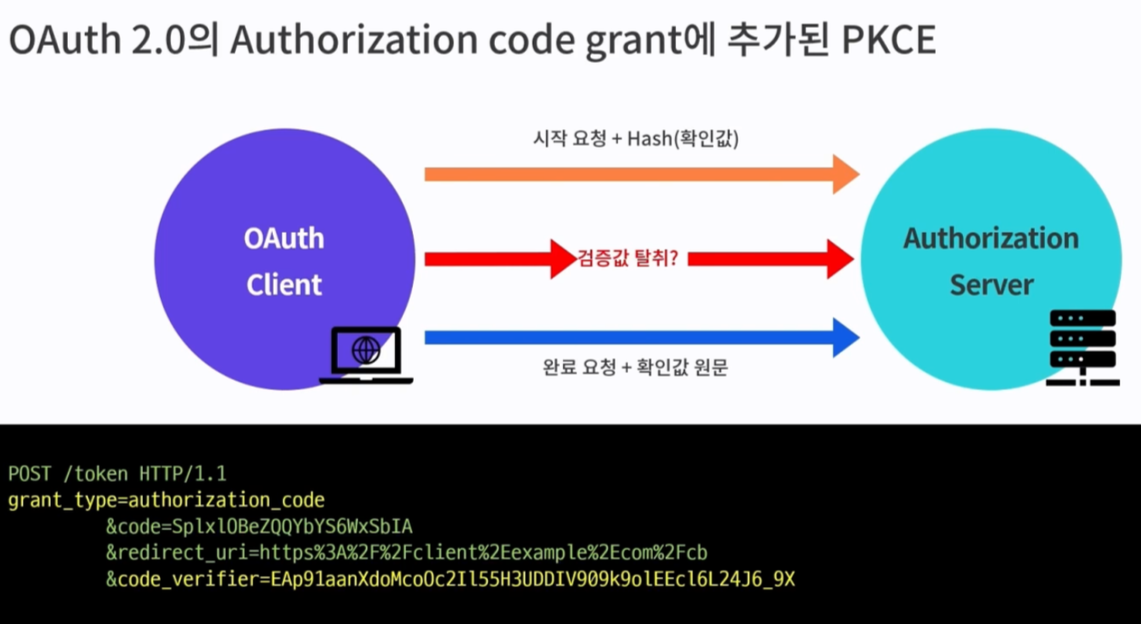 OAuth 2.0의 Authorization code grant에 추가된 PKCE
시작 요청 + Hash(확인값)
OAuth
Client
검증값 탈취?
Authorization
Server
완료 요청 + 확인값 원문
POST /token HTTP/1.1
grant_type=authorization_code
&code=SplxlOBeZQQYbYS6WxSbIA
&redirect_uri=https%3A%2F%2Fclient%2Eexample%2Ecom%2Fcb
&code_verifier=EAp91aanXdoMcoOc2Il55H3UDDIV909k9olEEcl6L24J6_9X